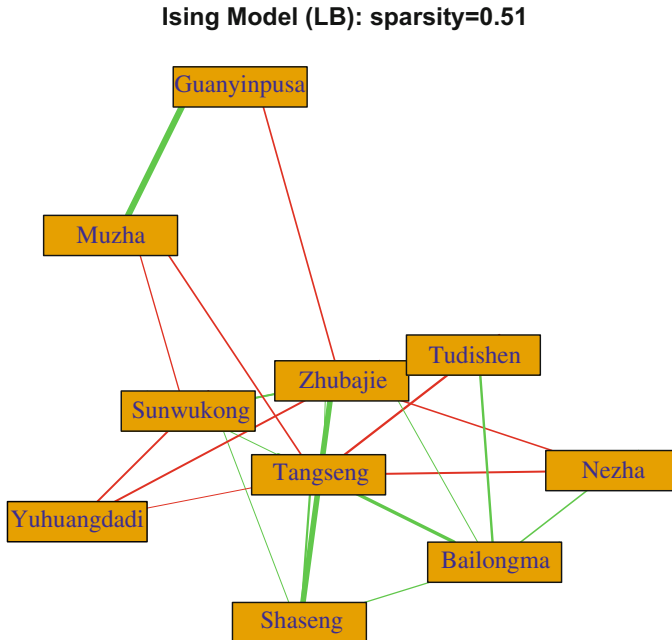 Ising Model (LB): sparsity=0.51
Guanyinpusa
Muzha
Tudishen
Zhubajie
Sunwukong
Tangseng
Nezha
Yuhuangdadi
Bailongma
Shaseng